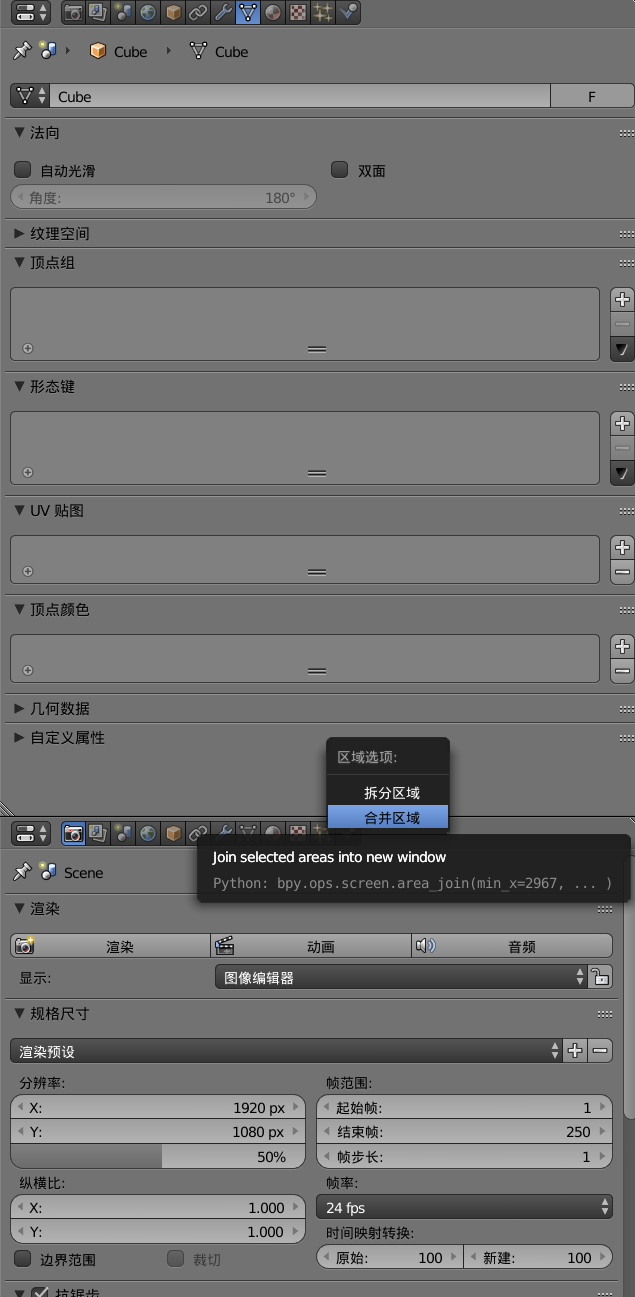 Cube Cube
Cube F
法向
自动光滑 双面
角度: 180°
纹理空间
顶点组
形态键
UV 贴图
顶点颜色
几何数据
自定义属性
区域选项:
拆分区域
合并区域
Join selected areas into new window
Python: bpy.ops.screen.area_join(min_x=2967, ... )
Scene
渲染
渲染 动画 音频
显示: 图像编辑器
规格尺寸
渲染预设
分辨率: 帧范围:
X: 1920 px 起始帧: 1
Y: 1080 px 结束帧: 250
50% 帧步长: 1
纵横比: 帧率:
X: 1.000 24 fps
Y: 1.000 时间映射转换:
边界范围 裁切 原始: 100 新建: 100
抗锯齿